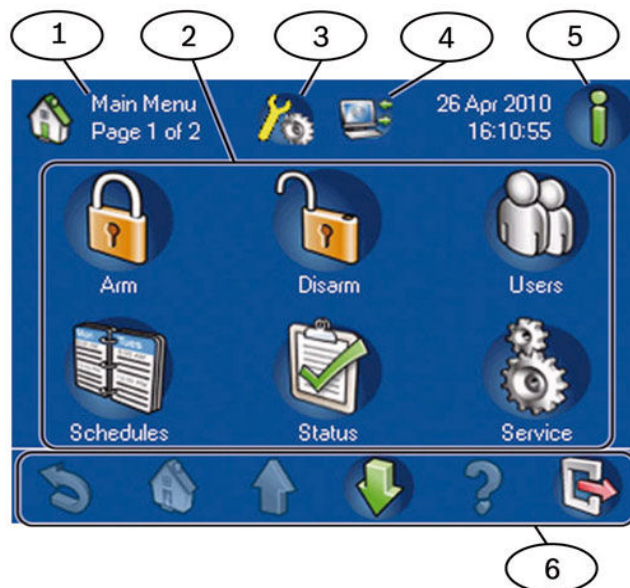 1 2 3 4 5
Main Menu
Page 1 of 2
26 Apr 2010
16:10:55
Arm Disarm Users
Tues
Schedules Status Service
6